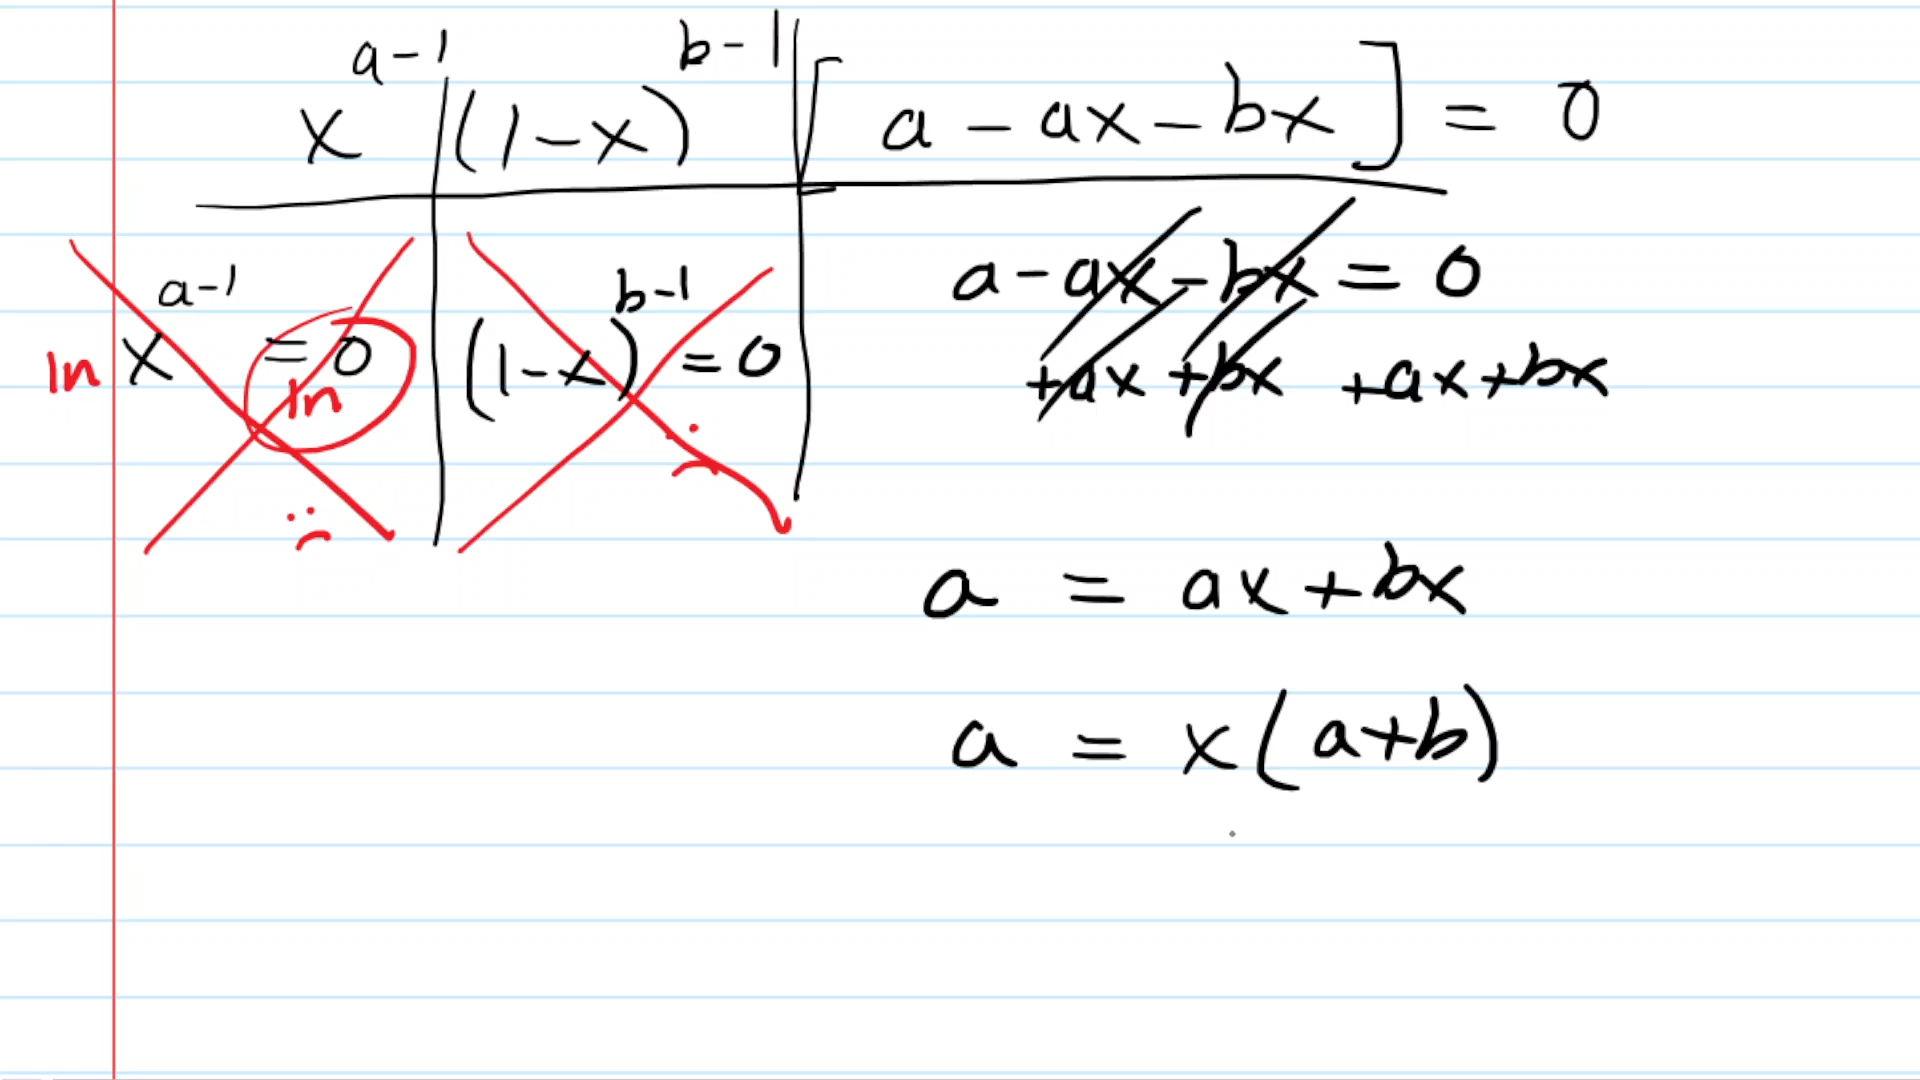 x^(a-1) (1-x)^(b-1) [a - ax - bx] = 0
ln x^(a-1) = 0 ln
(1-x)^(b-1) = 0
a - ax - bx = 0
+ax +bx +ax+bx
a = ax+bx
a = x(a+b)